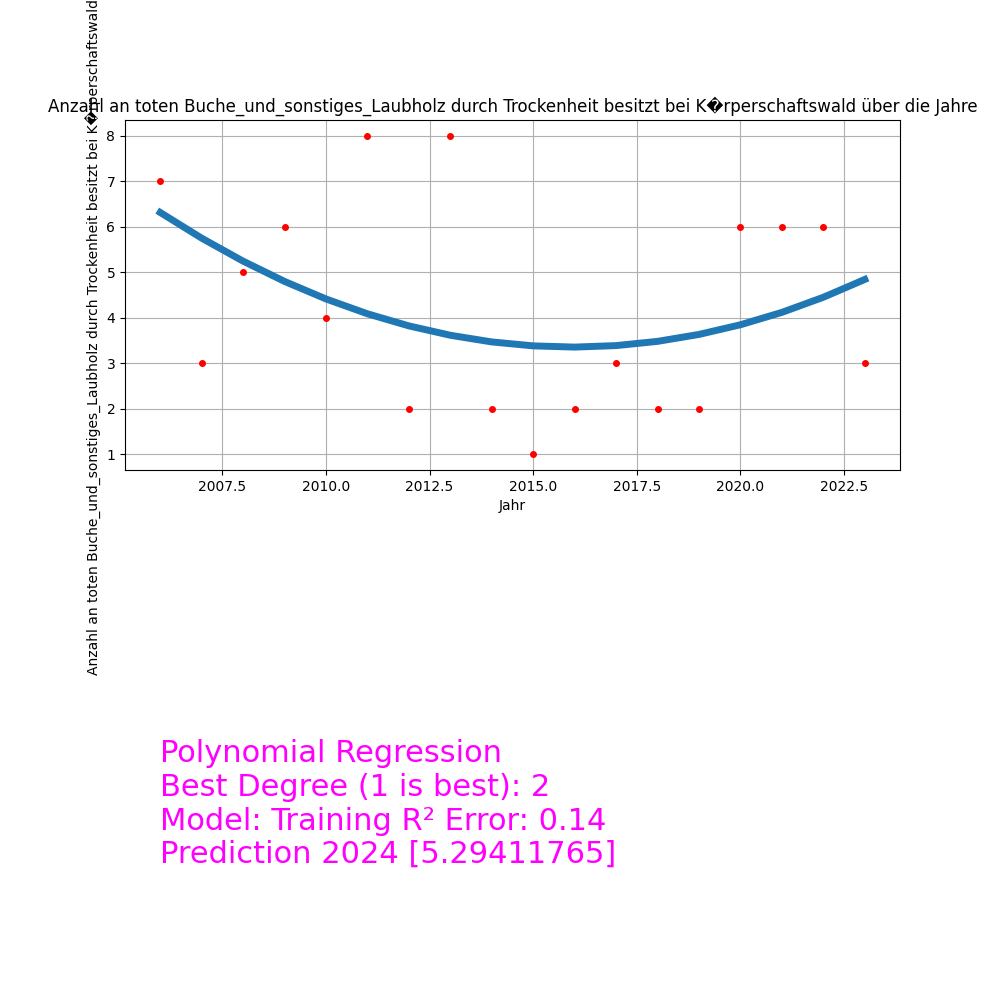 Anzahl an toten Buche_und_sonstiges_Laubholz durch Trockenheit besitzt bei K�rperschaftswald über die Jahre
Anzahl an toten Buche_und_sonstiges_Laubholz durch Trockenheit besitzt bei K�rperschaftswald
8
7
6
5
4
3
2
1
2007.5 2010.0 2012.5 2015.0 2017.5 2020.0 2022.5
Jahr
Polynomial Regression
Best Degree (1 is best): 2
Model: Training R² Error: 0.14
Prediction 2024 [5.29411765]